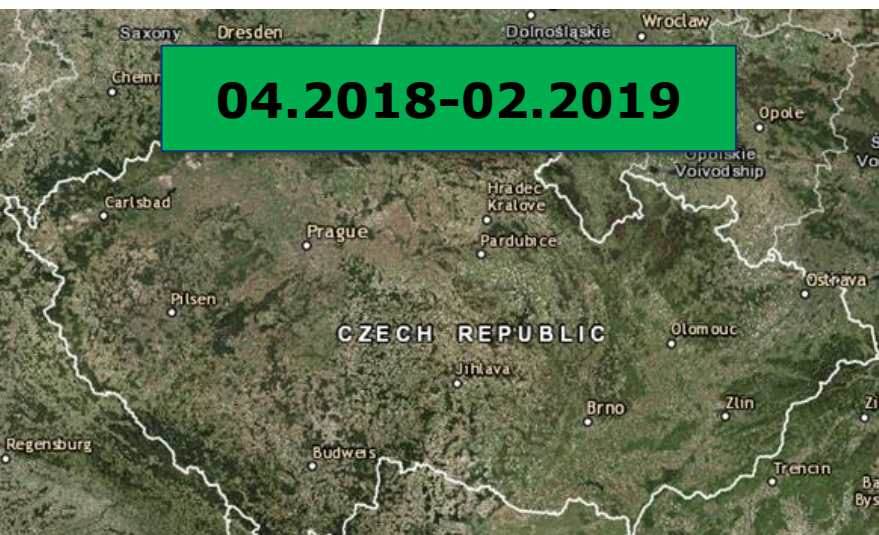 Saxony
Dresden
Dolnośląskie
Wroclaw
04.2018-02.2019
Opole
Opolskie
Voivodship
Carlsbad
Hradec
Kralove
Prague
Pardubice
Ostrava
Pilsen
CZECH REPUBLIC
Olomouc
Jihlava
Brno
Zlin
Regensburg
Budweis
Trencin